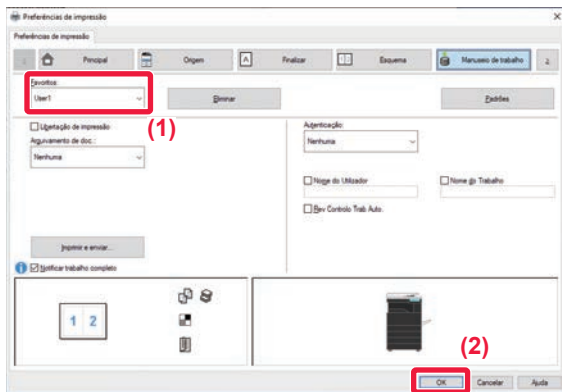 Preferências de impressão
Preferências de impressão
Principal
Origem
A
Finalizar
Esquema
Manuseio de trabalho
Favoritos:
User1
Eliminar
Padrões
(1)
Libertação de impressão
Arquivamento de doc.:
Nenhuma
Autenticação:
Nenhuma
Nome do Utilizador
Nome do Trabalho
Rev Controlo Trab Auto.
Imprimir e enviar...
Notificar trabalho completo
1 2
(2)
OK
Cancelar
Ajuda